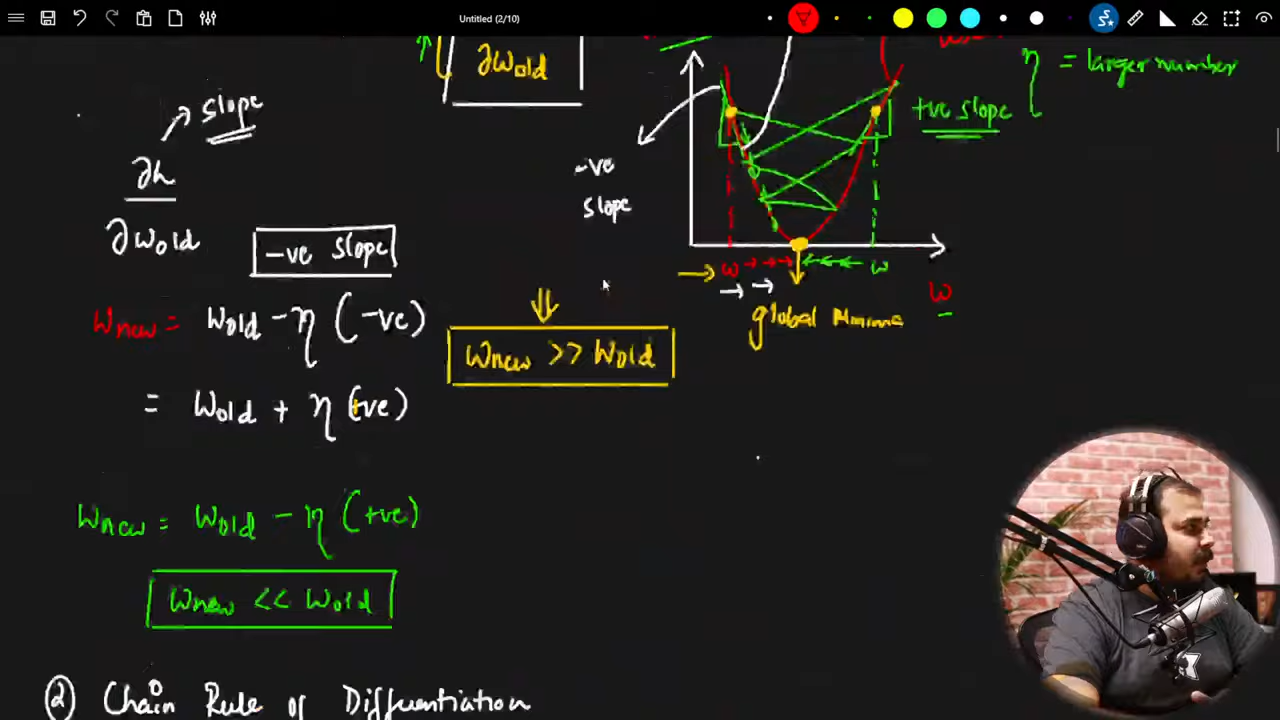 Untitled (2/10)
∂Wold
η = larger number
+ve slope
slope
∂h
∂Wold
-ve slope
-ve
slope
w
w
w
global Minima
Wnew = Wold - η (-ve)
Wnew >> Wold
= Wold + η (+ve)
Wnew = Wold - η (+ve)
Wnew << Wold
② Chain Rule of Differentiation